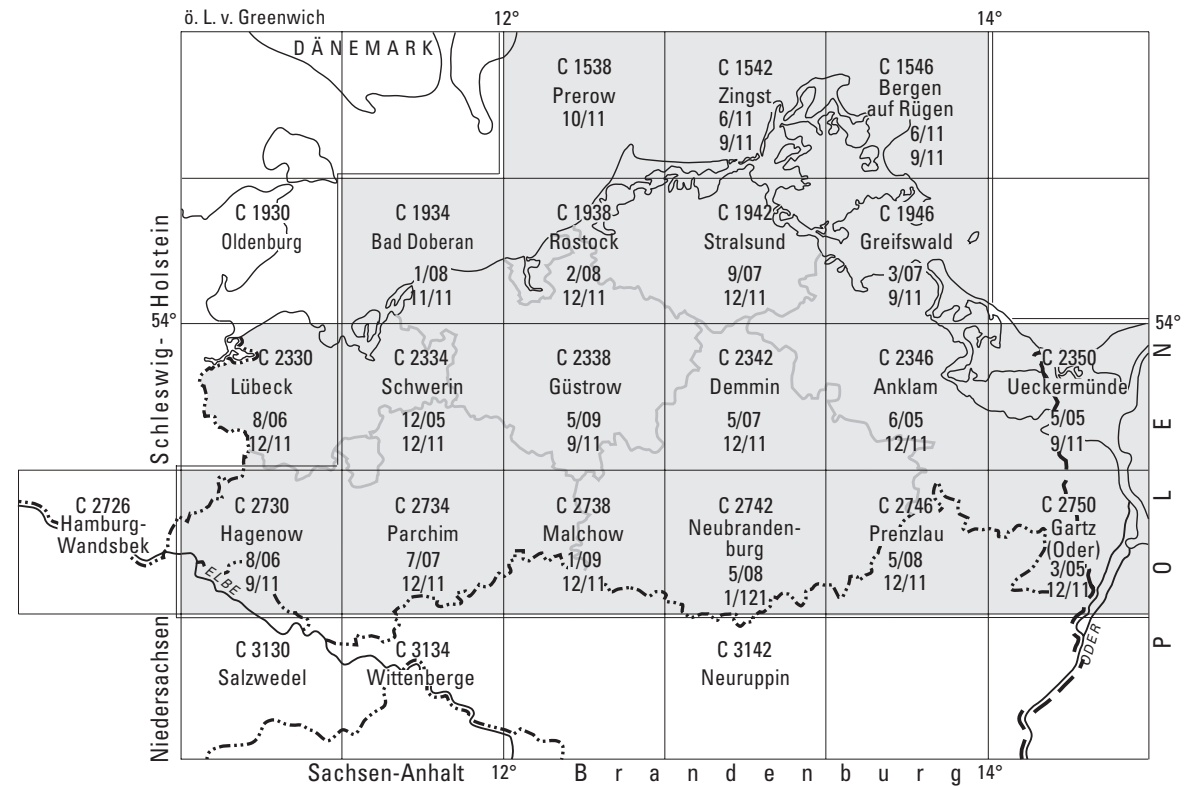 ö. L. v. Greenwich
12°
14°
DÄNEMARK
C 1538
Prerow
10/11
C 1542
Zingst
6/11
9/11
C 1546
Bergen
auf Rügen
6/11
9/11
C 1930
Oldenburg
C 1934
Bad Doberan
1/08
11/11
C 1938
Rostock
2/08
12/11
C 1942
Stralsund
9/07
12/11
C 1946
Greifswald
3/07
9/11
Schleswig-Holstein
54°
54°
C 2330
Lübeck
8/06
12/11
C 2334
Schwerin
12/05
12/11
C 2338
Güstrow
5/09
9/11
C 2342
Demmin
5/07
12/11
C 2346
Anklam
6/05
12/11
C 2350
Ueckermünde
5/05
9/11
C 2726
Hamburg-
Wandsbek
C 2730
Hagenow
8/06
9/11
ELBE
C 2734
Parchim
7/07
12/11
C 2738
Malchow
1/09
12/11
C 2742
Neubranden-
burg
5/08
1/121
C 2746
Prenzlau
5/08
12/11
C 2750
Gartz
(Oder)
3/05
12/11
POLEN
Niedersachsen
C 3130
Salzwedel
C 3134
Wittenberge
C 3142
Neuruppin
ODER
Sachsen-Anhalt
12°
Brandenburg
14°